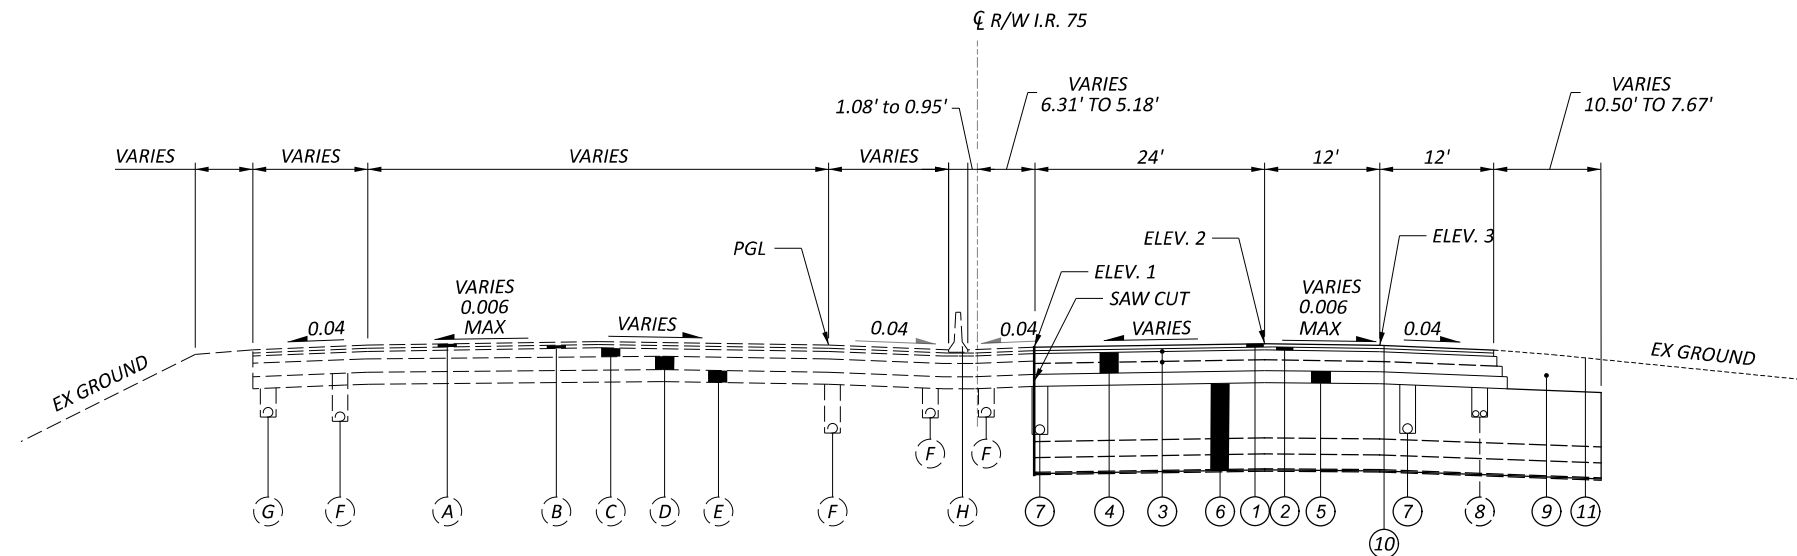 ℄ R/W I.R. 75
VARIES
6.31' TO 5.18'
1.08' to 0.95'
VARIES
10.50' TO 7.67'
VARIES
VARIES
VARIES
VARIES
24'
12'
12'
PGL
ELEV. 2
ELEV. 3
ELEV. 1
SAW CUT
EX GROUND
0.04
VARIES
0.006
MAX
VARIES
0.04
0.04
VARIES
VARIES
0.006
MAX
0.04
EX GROUND
F
F
G
F
A
B
C
D
E
F
H
7
4
3
6
1
2
5
7
8
9
11
10